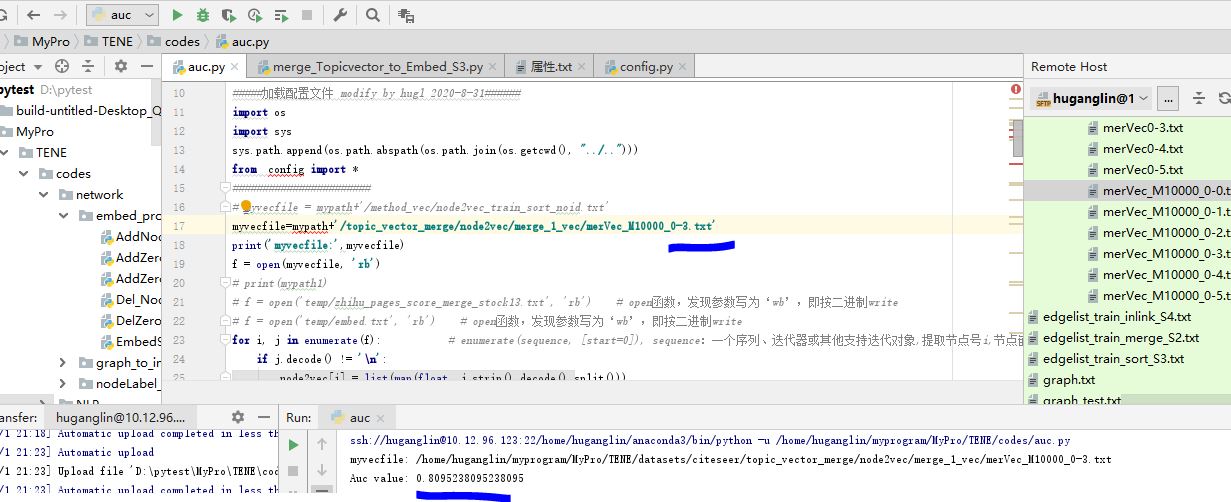 auc
MyPro TENE codes auc.py
oject
auc.py merge_Topicvector_to_Embed_S3.py 属性.txt config.py
Remote Host
pytest D:\pytest
build-untitled-Desktop_Q
MyPro
TENE
codes
network
embed_pro
AddNoc
AddZer
AddZer
Del_Noc
DelZero
EmbedS
graph_to_in
nodeLabel_
10 #####加载配置文件 modify by hugl 2020-8-31######
11 import os
12 import sys
13 sys.path.append(os.path.abspath(os.path.join(os.getcwd(), "../..")))
14 from config import *
15 ######################
16 # myvecfile = mypath+'/method_vec/node2vec_train_sort_noid.txt'
17 myvecfile=mypath+'/topic_vector_merge/node2vec/merge_1_vec/merVec_M10000_0-3.txt'
18 print('myvecfile:',myvecfile)
19 f = open(myvecfile, 'rb')
20 # print(mypath1)
21 # f = open('temp/zhihu_pages_score_merge_stock13.txt', 'rb') # open函数，发现参数写为‘wb’，即按二进制write
22 # f = open('temp/embed txt', 'rb') # open函数，发现参数写为‘wb’，即按二进制write
23 for i, j in enumerate(f): # enumerate(sequence, [start=0]), sequence：一个序列、迭代器或其他支持迭代对象,提取节点号i,节点嵌
24 if j.decode() != '\n':
25 node2vec[i] = list(map(float, j.strip().decode().split()))
huganglin@1 ...
merVec0-3.txt
merVec0-4.txt
merVec0-5.txt
merVec_M10000_0-0.t
merVec_M10000_0-1.t
merVec_M10000_0-2.t
merVec_M10000_0-3.t
merVec_M10000_0-4.t
merVec_M10000_0-5.t
edgelist_train_inlink_S4.txt
edgelist_train_merge_S2.txt
edgelist_train_sort_S3.txt
graph.txt
graph_test.txt
ansfer: huganglin@10.12.96....
/1 21:18] Automatic upload completed in less th
/1 21:23] Automatic upload
/1 21:23] Upload file 'D:\pytest\MyPro\TENE\cod
/1 21:23] Automatic upload completed in less th
Run: auc
ssh://huganglin@10.12.96.123:22/home/huganglin/anaconda3/bin/python -u /home/huganglin/myprogram/MyPro/TENE/codes/auc.py
myvecfile: /home/huganglin/myprogram/MyPro/TENE/datasets/citeseer/topic_vector_merge/node2vec/merge_1_vec/merVec_M10000_0-3.txt
Auc value: 0.8095238095238095